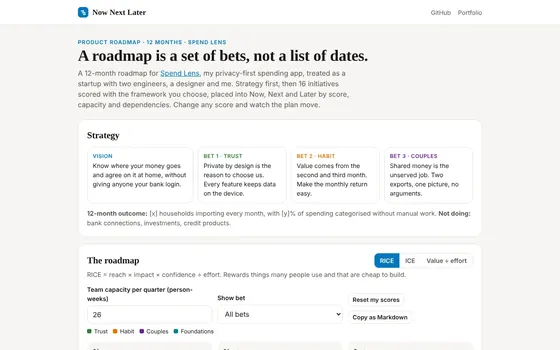 Now Next Later
GitHub Portfolio
PRODUCT ROADMAP · 12 MONTHS · SPEND LENS
A roadmap is a set of bets, not a list of dates.
A 12-month roadmap for Spend Lens, my privacy-first spending app, treated as a
startup with two engineers, a designer and me. Strategy first, then 16 initiatives
scored with the framework you choose, placed into Now, Next and Later by score,
capacity and dependencies. Change any score and watch the plan move.
Strategy
VISION
Know where your money goes
and agree on it at home, without
giving anyone your bank login.
BET 1 · TRUST
Private by design is the
reason to choose us.
Every feature keeps data
on the device.
BET 2 · HABIT
Value comes from the
second and third month.
Make the monthly return
easy.
BET 3 · COUPLES
Shared money is the
unserved job. Two
exports, one picture, no
arguments.
12-month outcome: [x] households importing every month, with [y]% of spending categorised without manual work. Not doing:
bank connections, investments, credit products.
The roadmap
RICE ICE Value ÷ effort
RICE = reach × impact × confidence ÷ effort. Rewards things many people use and that are cheap to build.
Team capacity per quarter (person-
weeks)
26
Show bet
All bets
Reset my scores
Copy as Markdown
Trust Habit Couples Foundations